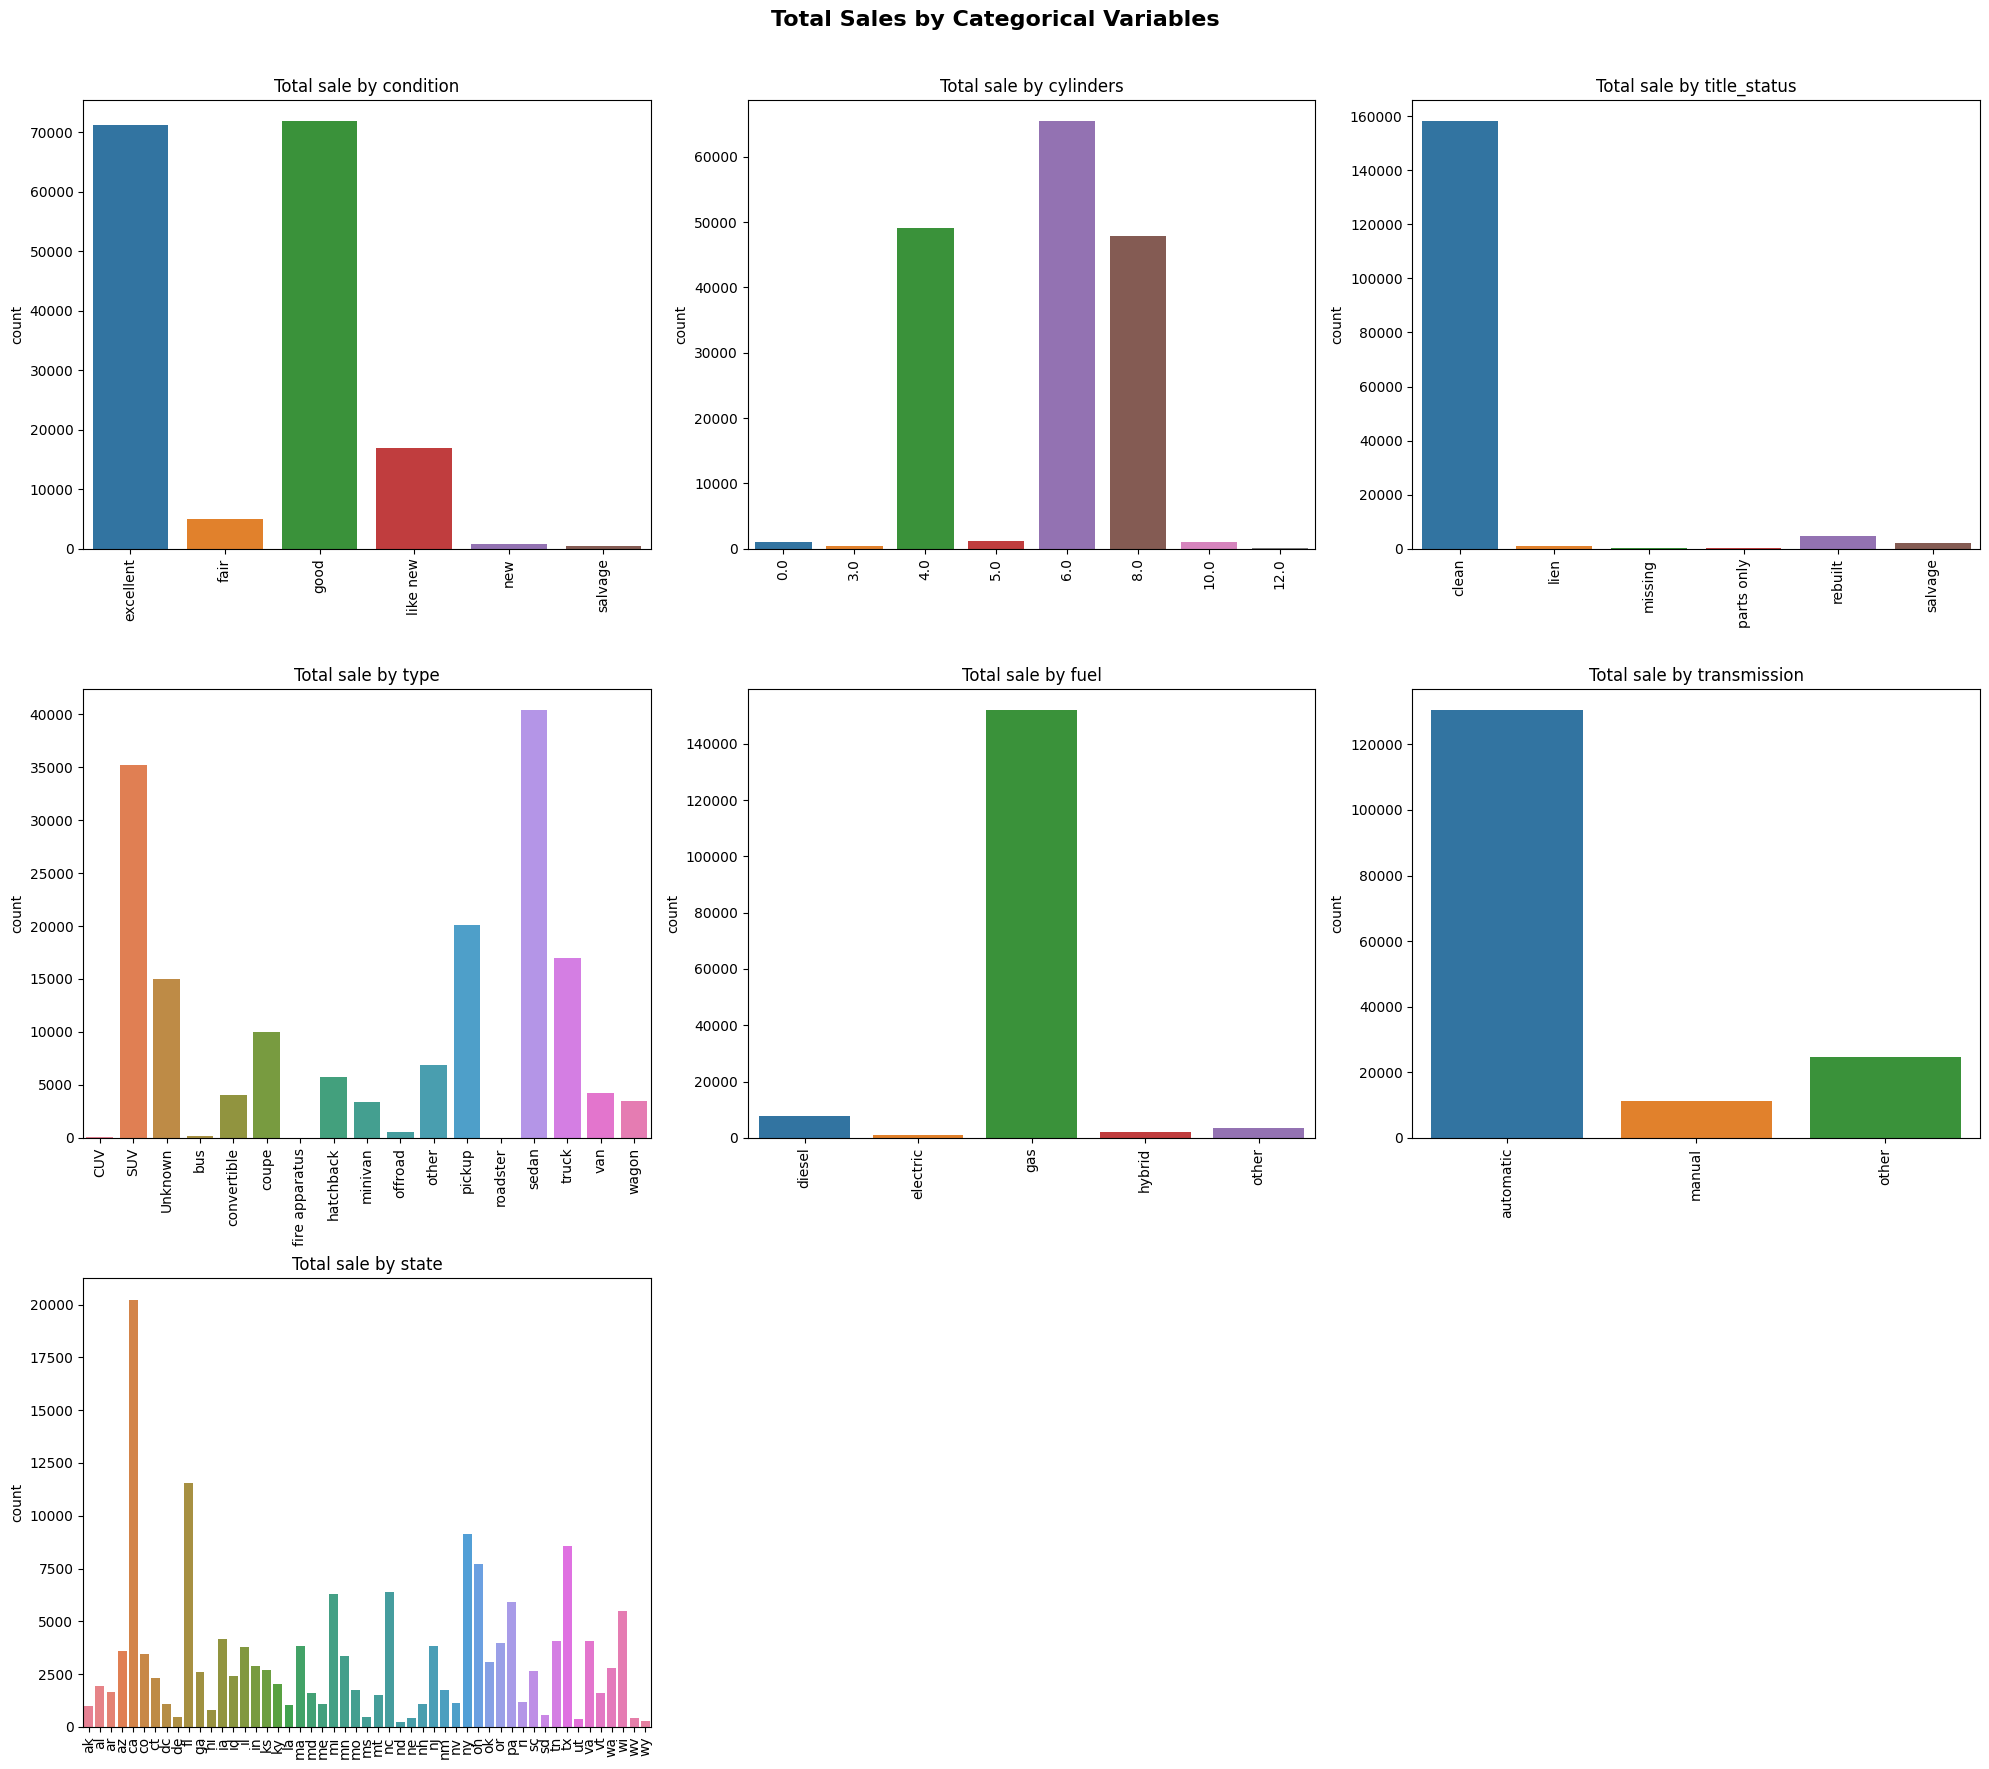 Total Sales by Categorical Variables
Total sale by condition
count
70000
60000
50000
40000
30000
20000
10000
0
excellent
fair
good
like new
new
salvage
Total sale by cylinders
count
60000
50000
40000
30000
20000
10000
0
0.0
3.0
4.0
5.0
6.0
8.0
10.0
12.0
Total sale by title_status
count
160000
140000
120000
100000
80000
60000
40000
20000
0
clean
lien
missing
parts only
rebuilt
salvage
Total sale by type
count
40000
35000
30000
25000
20000
15000
10000
5000
0
CUV
SUV
Unknown
bus
convertible
coupe
fire apparatus
hatchback
minivan
offroad
other
pickup
roadster
sedan
truck
van
wagon
Total sale by fuel
count
140000
120000
100000
80000
60000
40000
20000
0
diesel
electric
gas
hybrid
other
Total sale by transmission
count
120000
100000
80000
60000
40000
20000
0
automatic
manual
other
Total sale by state
count
20000
17500
15000
12500
10000
7500
5000
2500
0
ak
al
ar
az
ca
co
ct
dc
de
fl
ga
hi
ia
id
il
in
ks
ky
la
ma
md
me
mi
mn
mo
ms
mt
nc
nd
ne
nh
nj
nm
nv
ny
oh
ok
or
pa
ri
sc
sd
tn
tx
ut
va
vt
wa
wi
wv
wy